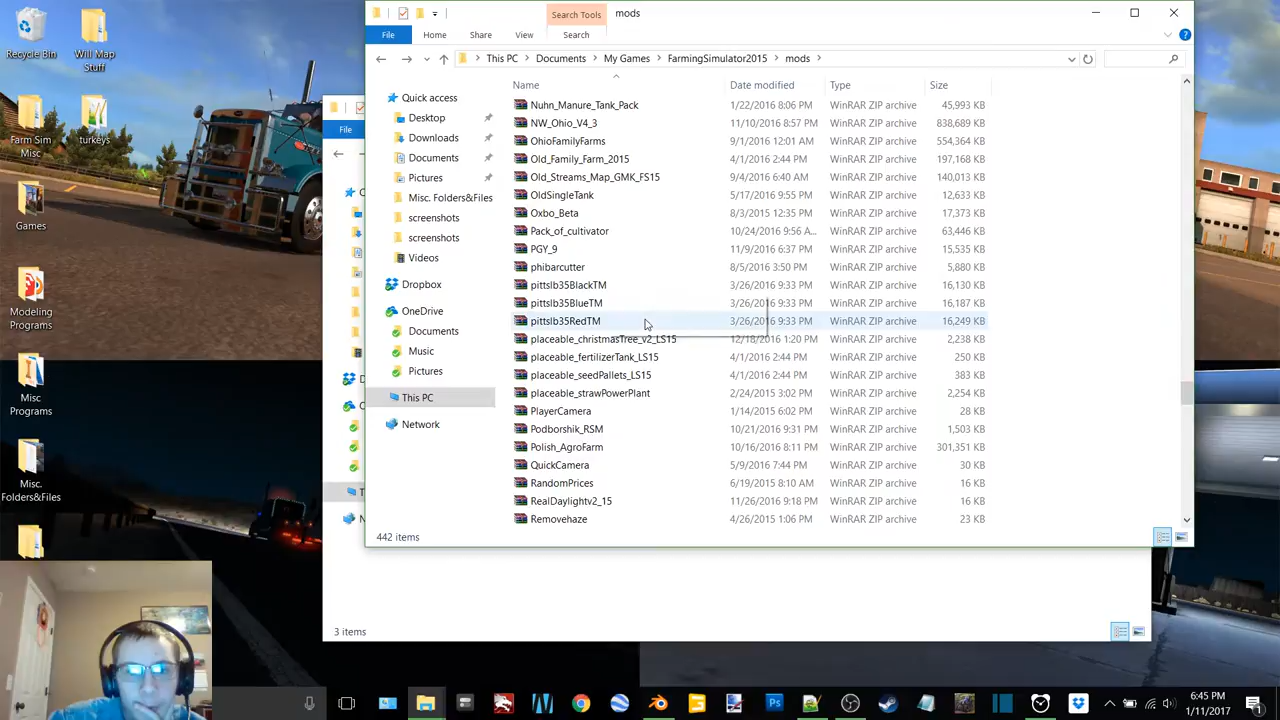 Search Tools
mods
File
Home
Share
View
Search
This PC
Documents
My Games
FarmingSimulator2015
mods
Name
Date modified
Type
Size
Quick access
Desktop
Downloads
Documents
Pictures
Misc. Folders&Files
screenshots
screenshots
Videos
Dropbox
OneDrive
Documents
Music
Pictures
This PC
Network
Nuhn_Manure_Tank_Pack 1/22/2016 8:06 PM WinRAR ZIP archive 45,993 KB
NW_Ohio_V4_3 11/10/2016 8:57 PM WinRAR ZIP archive 838,689 KB
OhioFamilyFarms 9/1/2016 12:01 AM WinRAR ZIP archive 554,364 KB
Old_Family_Farm_2015 4/1/2016 2:44 PM WinRAR ZIP archive 197,168 KB
Old_Streams_Map_GMK_FS15 9/4/2016 6:40 AM WinRAR ZIP archive 140,013 KB
OldSingleTank 5/17/2016 9:55 PM WinRAR ZIP archive 12,633 KB
Oxbo_Beta 8/3/2015 12:35 PM WinRAR ZIP archive 17,373 KB
Pack_of_cultivator 10/24/2016 9:56 A... WinRAR ZIP archive 63,446 KB
PGY_9 11/9/2016 6:37 PM WinRAR ZIP archive 15,535 KB
phibarcutter 8/5/2016 3:50 PM WinRAR ZIP archive 5,880 KB
pittslb35BlackTM 3/26/2016 9:33 PM WinRAR ZIP archive 16,130 KB
pittslb35BlueTM 3/26/2016 9:33 PM WinRAR ZIP archive 16,187 KB
pittslb35RedTM 3/26/2016 9:33 PM WinRAR ZIP archive 16,249 KB
placeable_christmasTree_v2_LS15 12/18/2016 1:20 PM WinRAR ZIP archive 2,238 KB
placeable_fertilizerTank_LS15 4/1/2016 2:44 PM WinRAR ZIP archive 250 KB
placeable_seedPallets_LS15 4/1/2016 2:44 PM WinRAR ZIP archive 383 KB
placeable_strawPowerPlant 2/24/2015 3:02 PM WinRAR ZIP archive 2,254 KB
PlayerCamera 1/14/2015 6:02 PM WinRAR ZIP archive 28 KB
Podborshik_RSM 10/21/2016 9:31 PM WinRAR ZIP archive 1,503 KB
Polish_AgroFarm 10/16/2016 8:11 PM WinRAR ZIP archive 301,351 KB
QuickCamera 5/9/2016 7:44 PM WinRAR ZIP archive 30 KB
RandomPrices 6/19/2015 8:10 AM WinRAR ZIP archive 16 KB
RealDaylightv2_15 11/26/2016 9:18 PM WinRAR ZIP archive 16 KB
Removehaze 4/26/2015 1:06 PM WinRAR ZIP archive 23 KB
442 items
File
3 items
Recycle Bin
Will Map
Stuff
Farm Sim
Misc
turkeys
Games
Modeling
Programs
Misc
Programs
Misc.
Folders&Files
6:45 PM
1/11/2017